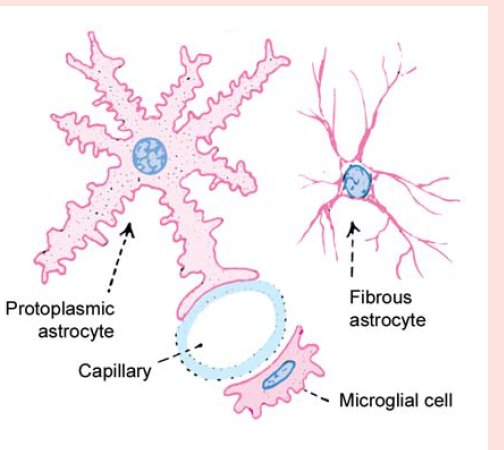 Protoplasmic
astrocyte
Fibrous
astrocyte
Capillary
Microglial cell